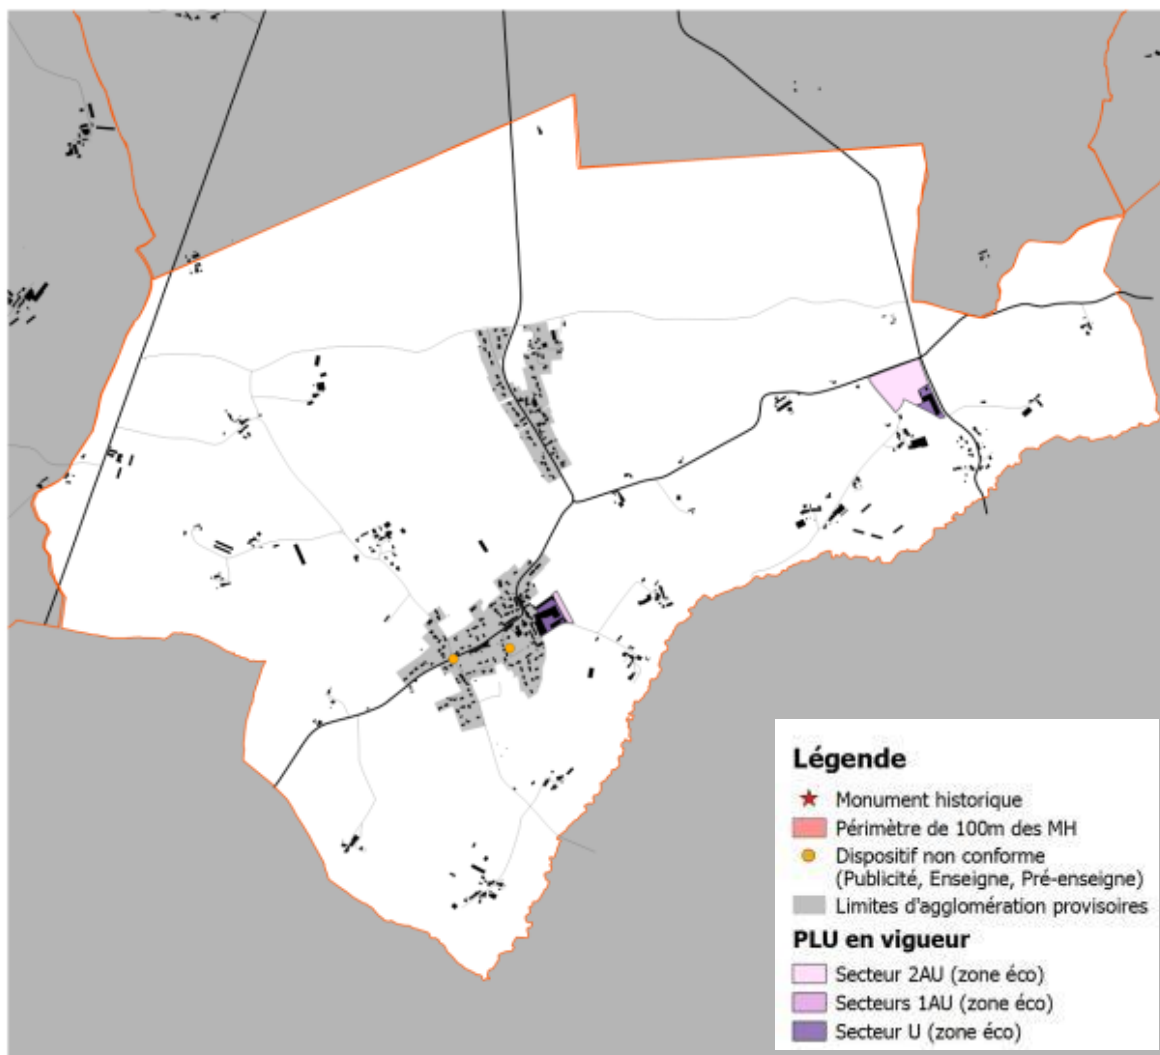 Légende
Monument historique
Périmètre de 100m des MH
Dispositif non conforme
(Publicité, Enseigne, Pré-enseigne)
Limites d'agglomération provisoires
PLU en vigueur
Secteur 2AU (zone éco)
Secteurs 1AU (zone éco)
Secteur U (zone éco)